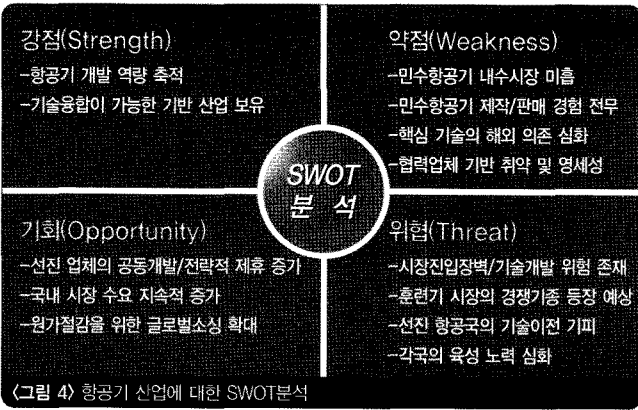 강점(Strength)
-항공기 개발 역량 축적
-기술융합이 가능한 기반 산업 보유
약점(Weakness)
-민수항공기 내수시장 미흡
-민수항공기 제작/판매 경험 전무
-핵심 기술의 해외 의존 심화
-협력업체 기반 취약 및 영세성
SWOT
분 석
기회(Opportunity)
-선진 업체의 공동개발/전략적 제휴 증가
-국내 시장 수요 지속적 증가
-원가절감을 위한 글로벌소싱 확대
위협(Threat)
-시장진입장벽/기술개발 위험 존재
-훈련기 시장의 경쟁기종 등장 예상
-선진 항공국의 기술이전 기피
-각국의 육성 노력 심화
<그림 4> 항공기 산업에 대한 SWOT분석